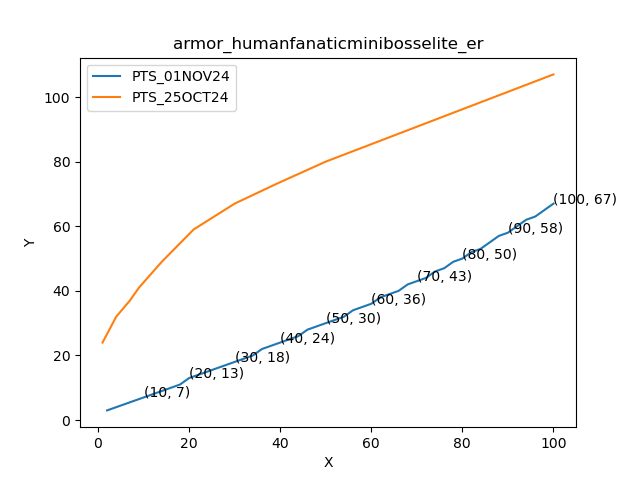 armor_humanfanaticminibosselite_er
PTS_01NOV24
PTS_25OCT24
Y
100
80
60
40
20
0
(100, 67)
(90, 58)
(80, 50)
(70, 43)
(60, 36)
(50, 30)
(40, 24)
(30, 18)
(20, 13)
(10, 7)
0 20 40 60 80 100
X